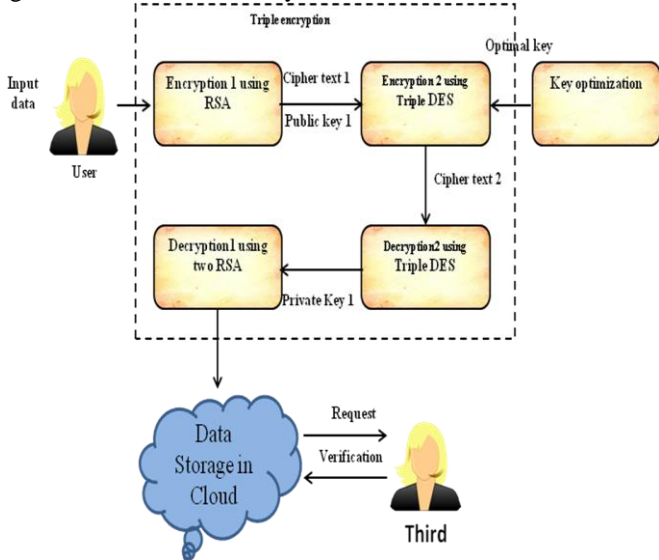 Triple encryption
Optimal key
Input
data
User
Encryption 1 using
RSA
Cipher text 1
Public key 1
Encryption 2 using
Triple DES
Key optimization
Cipher text 2
Decryption1 using
two RSA
Private Key 1
Decryption2 using
Triple DES
Data
Storage in
Cloud
Request
Verification
Third